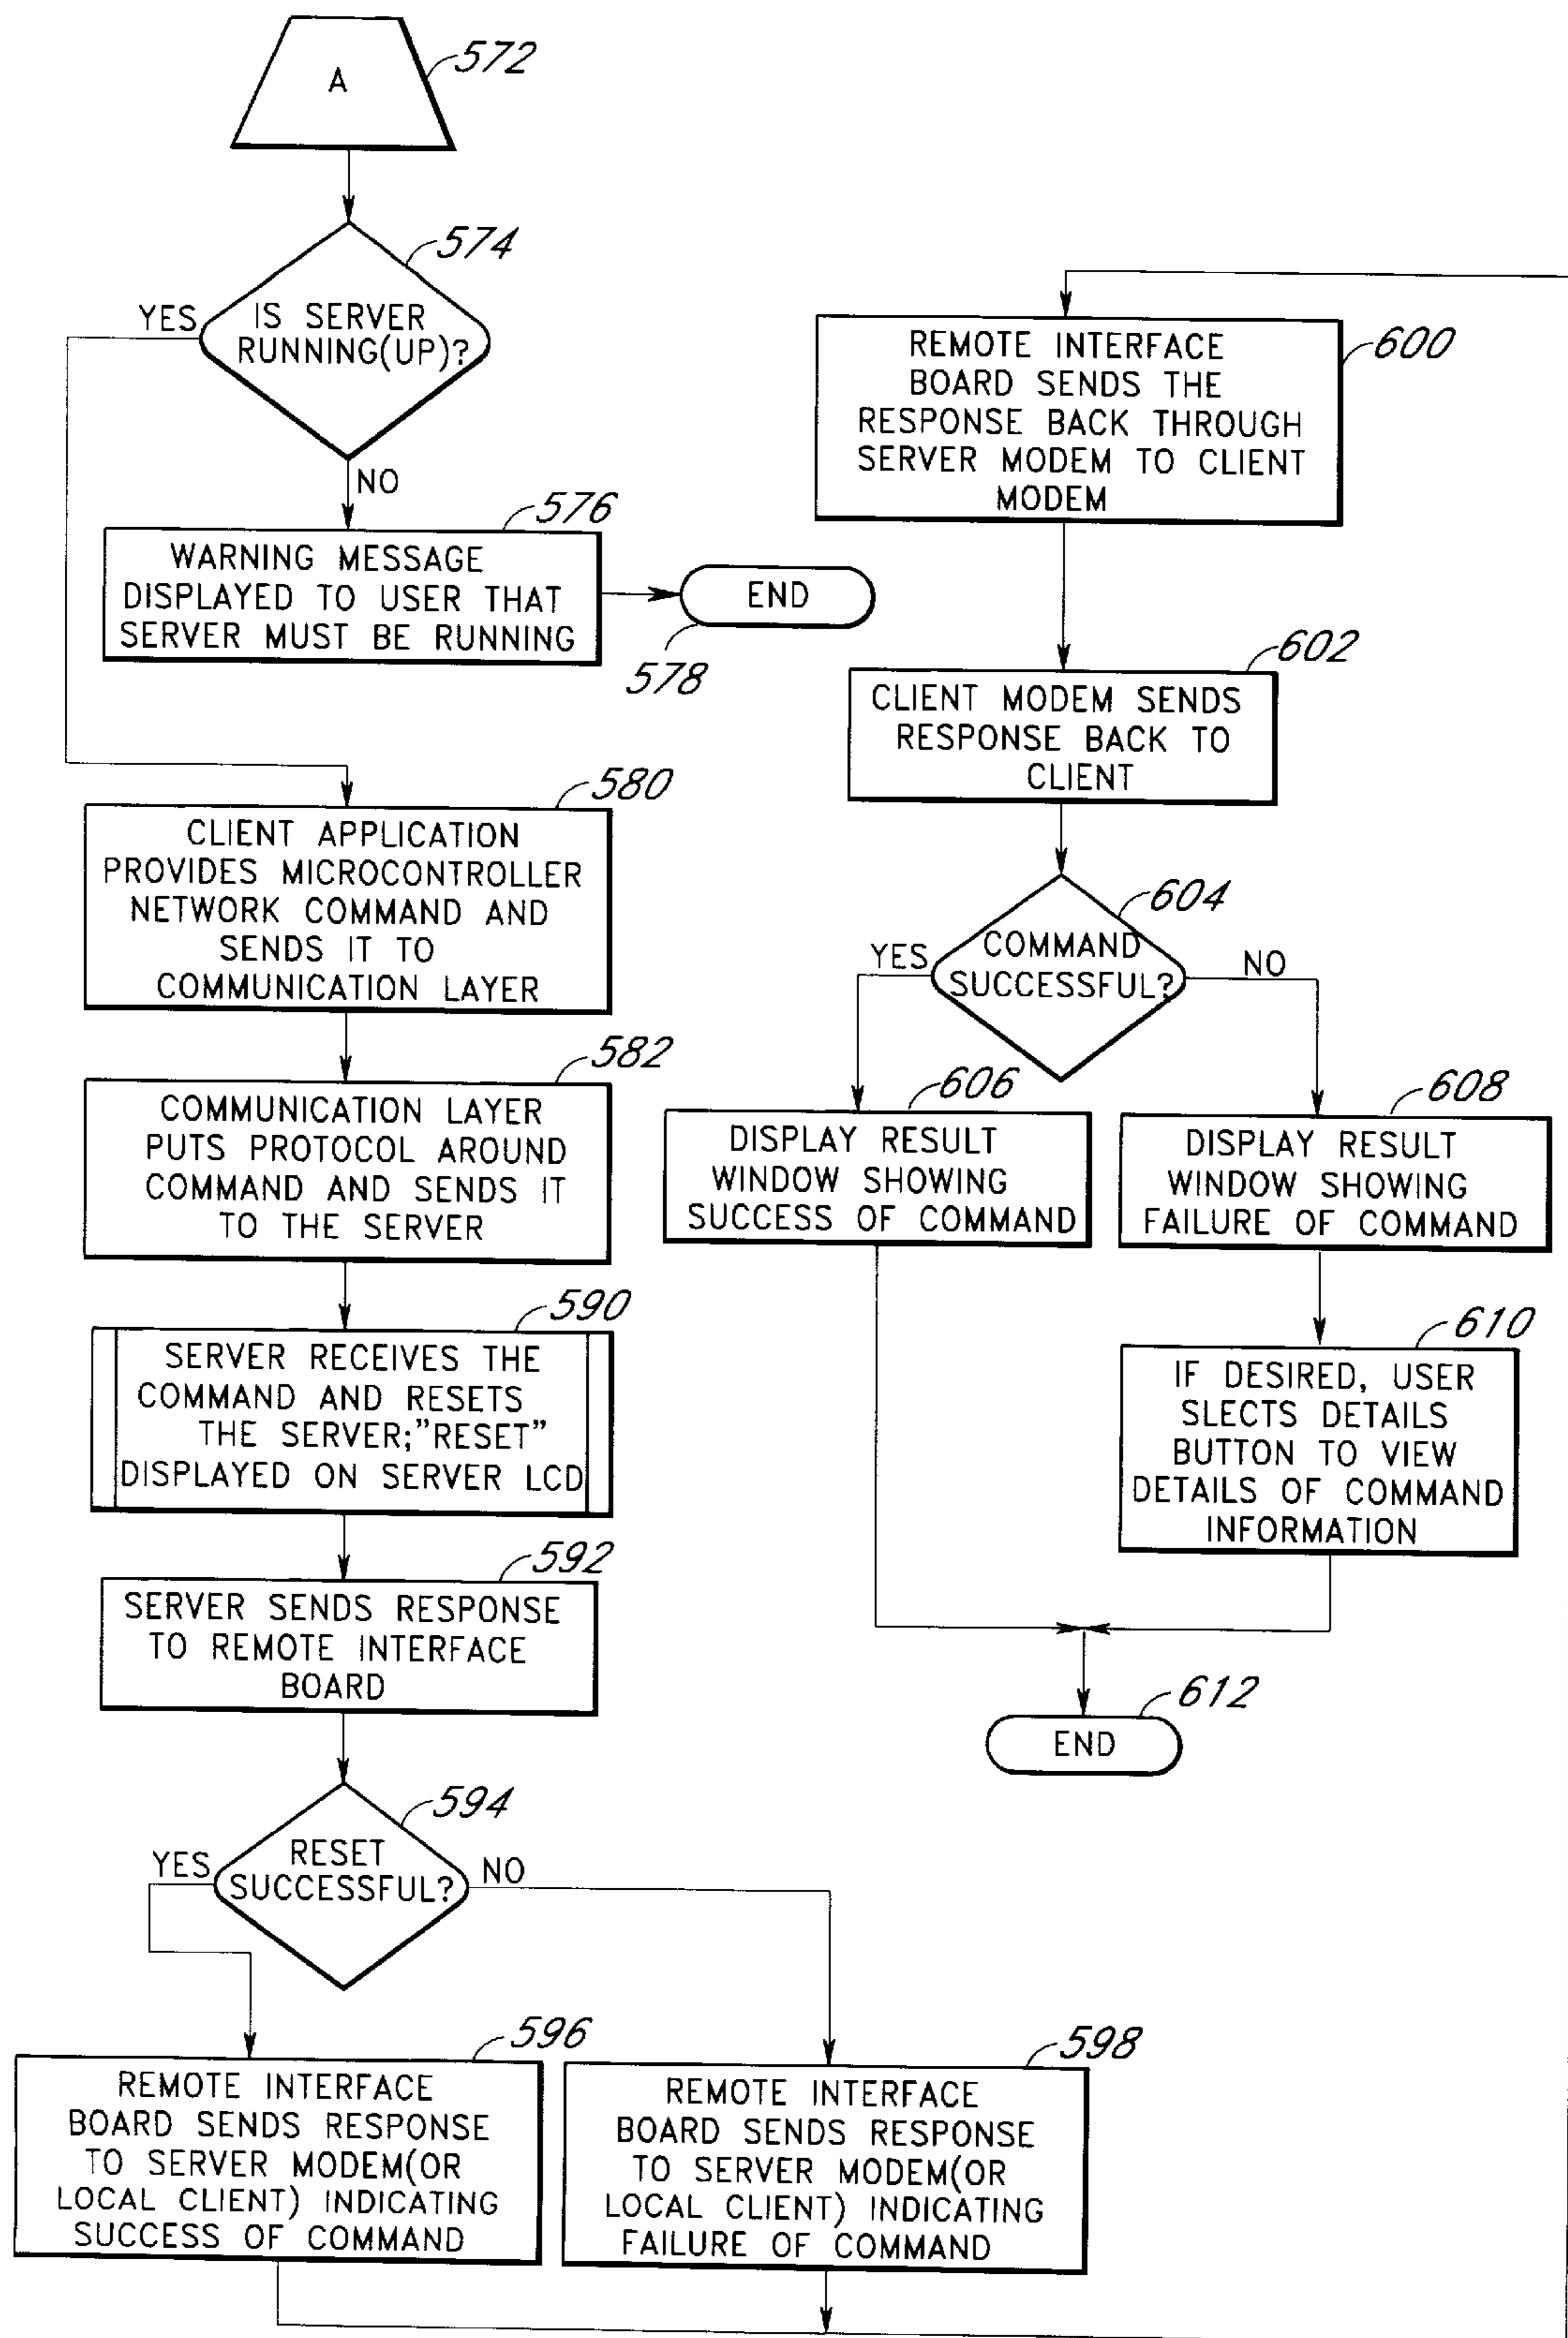 A
572
574
YES
IS SERVER
RUNNING(UP)?
NO
576
WARNING MESSAGE
DISPLAYED TO USER THAT
SERVER MUST BE RUNNING
END
578
580
CLIENT APPLICATION
PROVIDES MICROCONTROLLER
NETWORK COMMAND AND
SENDS IT TO
COMMUNICATION LAYER
582
COMMUNICATION LAYER
PUTS PROTOCOL AROUND
COMMAND AND SENDS IT
TO THE SERVER
590
SERVER RECEIVES THE
COMMAND AND RESETS
THE SERVER;"RESET"
DISPLAYED ON SERVER LCD
592
SERVER SENDS RESPONSE
TO REMOTE INTERFACE
BOARD
594
YES
RESET
SUCCESSFUL?
NO
596
REMOTE INTERFACE
BOARD SENDS RESPONSE
TO SERVER MODEM(OR
LOCAL CLIENT) INDICATING
SUCCESS OF COMMAND
598
REMOTE INTERFACE
BOARD SENDS RESPONSE
TO SERVER MODEM(OR
LOCAL CLIENT) INDICATING
FAILURE OF COMMAND
600
REMOTE INTERFACE
BOARD SENDS THE
RESPONSE BACK THROUGH
SERVER MODEM TO CLIENT
MODEM
602
CLIENT MODEM SENDS
RESPONSE BACK TO
CLIENT
604
YES
COMMAND
SUCCESSFUL?
NO
606
DISPLAY RESULT
WINDOW SHOWING
SUCCESS OF COMMAND
608
DISPLAY RESULT
WINDOW SHOWING
FAILURE OF COMMAND
610
IF DESIRED, USER
SLECTS DETAILS
BUTTON TO VIEW
DETAILS OF COMMAND
INFORMATION
612
END